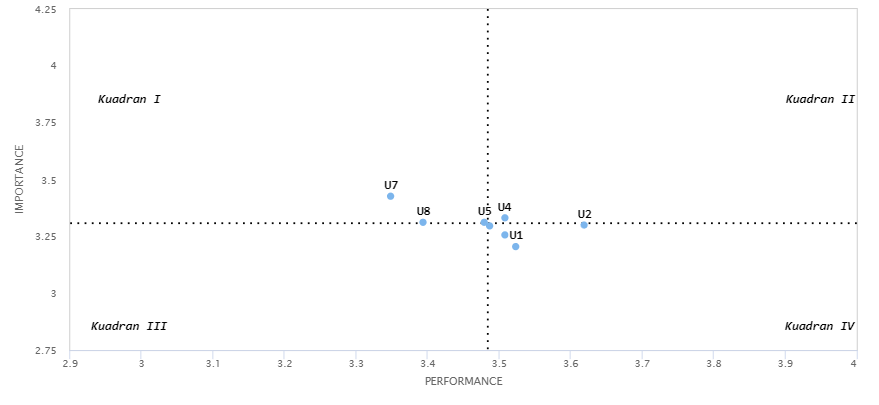 4.25
4
Kuadran I
Kuadran II
3.75
IMPORTANCE
3.5
U7
U8
U5
U4
U2
U1
3.25
3
Kuadran III
Kuadran IV
2.75
2.9
3
3.1
3.2
3.3
3.4
3.5
3.6
3.7
3.8
3.9
4
PERFORMANCE